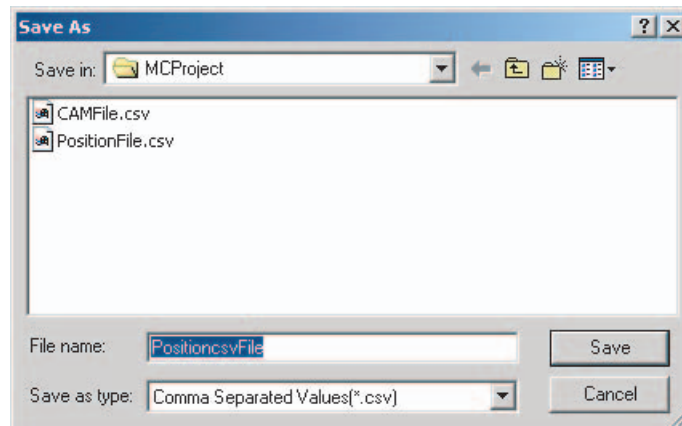 Save As
Save in: MCProject
CAMFile.csv
PositionFile.csv
File name: PositioncsvFile Save
Save as type: Comma Separated Values(*.csv) Cancel